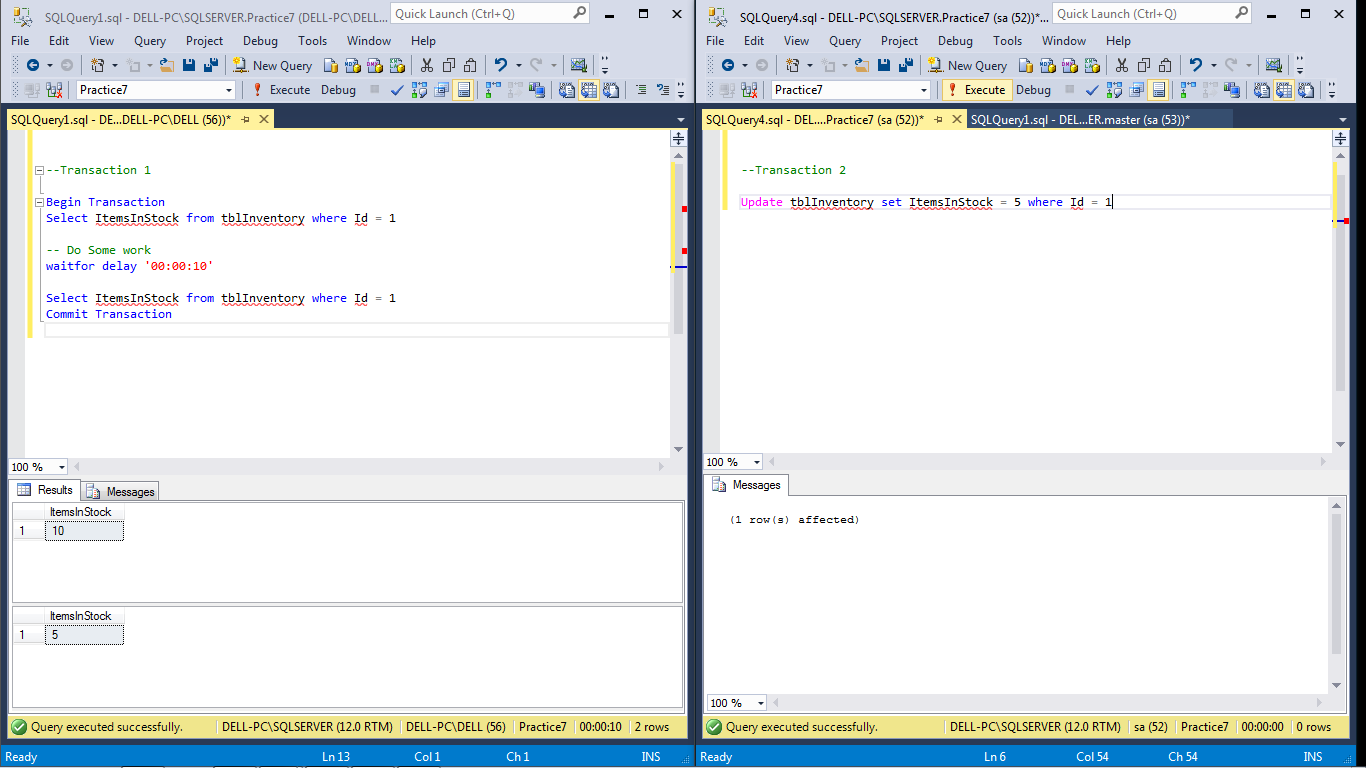 SQLQuery1.sql - DELL-PC\SQLSERVER.Practice7 (DELL-PC\DELL...
Quick Launch (Ctrl+Q)
File Edit View Query Project Debug Tools Window Help
New Query
Practice7 Execute Debug
SQLQuery1.sql - DE...DELL-PC\DELL (56))*
--Transaction 1
Begin Transaction
Select ItemsInStock from tblInventory where Id = 1
-- Do Some work
waitfor delay '00:00:10'
Select ItemsInStock from tblInventory where Id = 1
Commit Transaction
100 %
Results Messages
ItemsInStock
1 10
ItemsInStock
1 5
Query executed successfully. DELL-PC\SQLSERVER (12.0 RTM) DELL-PC\DELL (56) Practice7 00:00:10 2 rows
Ready Ln 13 Col 1 Ch 1 INS
SQLQuery4.sql - DELL-PC\SQLSERVER.Practice7 (sa (52))*...
Quick Launch (Ctrl+Q)
File Edit View Query Project Debug Tools Window Help
New Query
Practice7 Execute Debug
SQLQuery4.sql - DEL....Practice7 (sa (52))* SQLQuery1.sql - DEL...ER.master (sa (53))*
--Transaction 2
Update tblInventory set ItemsInStock = 5 where Id = 1
100 %
Messages
(1 row(s) affected)
100 %
Query executed successfully. DELL-PC\SQLSERVER (12.0 RTM) sa (52) Practice7 00:00:00 0 rows
Ready Ln 6 Col 54 Ch 54 INS